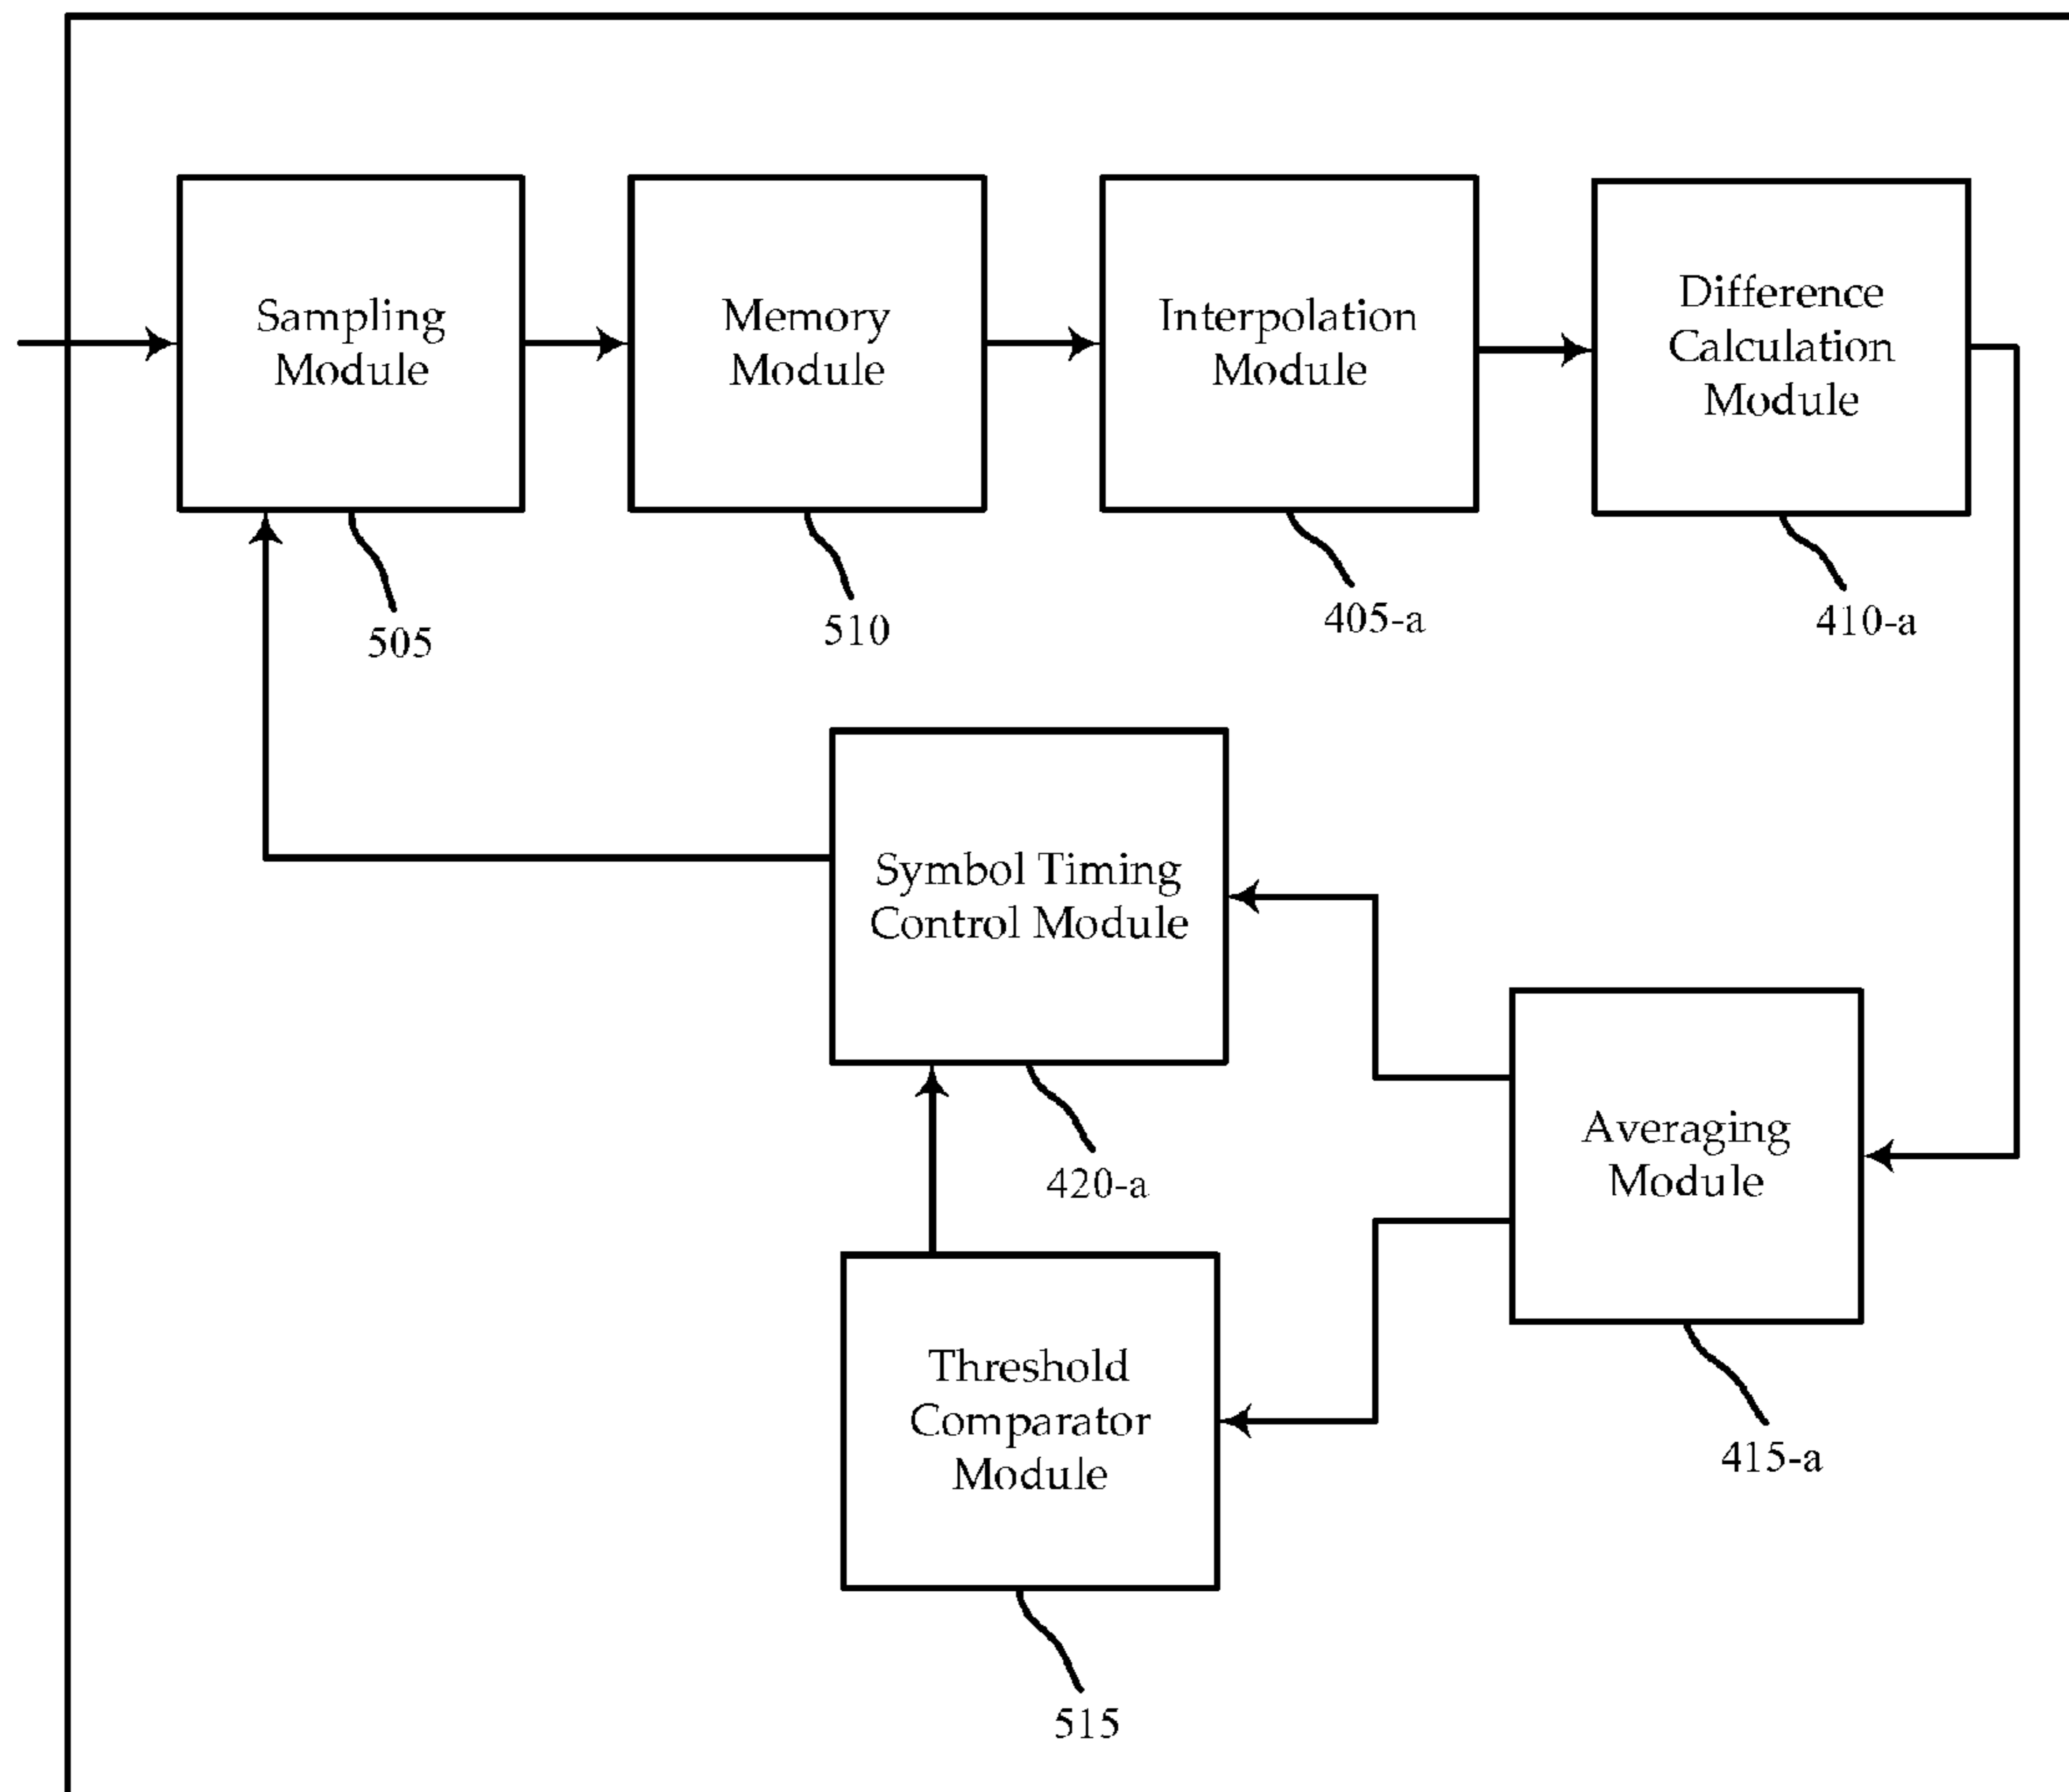 Sampling
Module
505
Memory
Module
510
Interpolation
Module
405-a
Difference
Calculation
Module
410-a
Symbol Timing
Control Module
420-a
Averaging
Module
415-a
Threshold
Comparator
Module
515